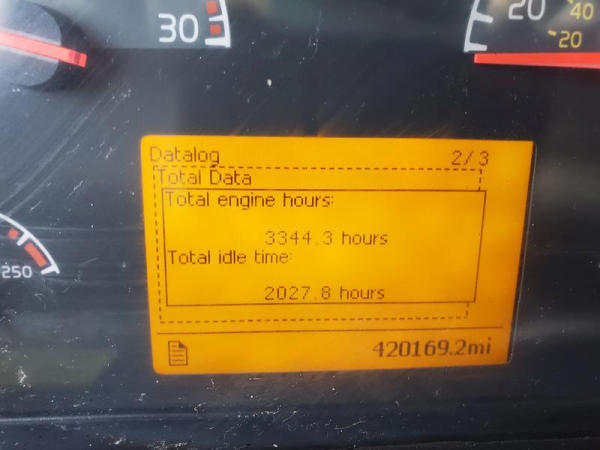 30
20
40
20
250
Datalog 2/3
Total Data
Total engine hours:
3344.3 hours
Total idle time:
2027.8 hours
420169.2mi